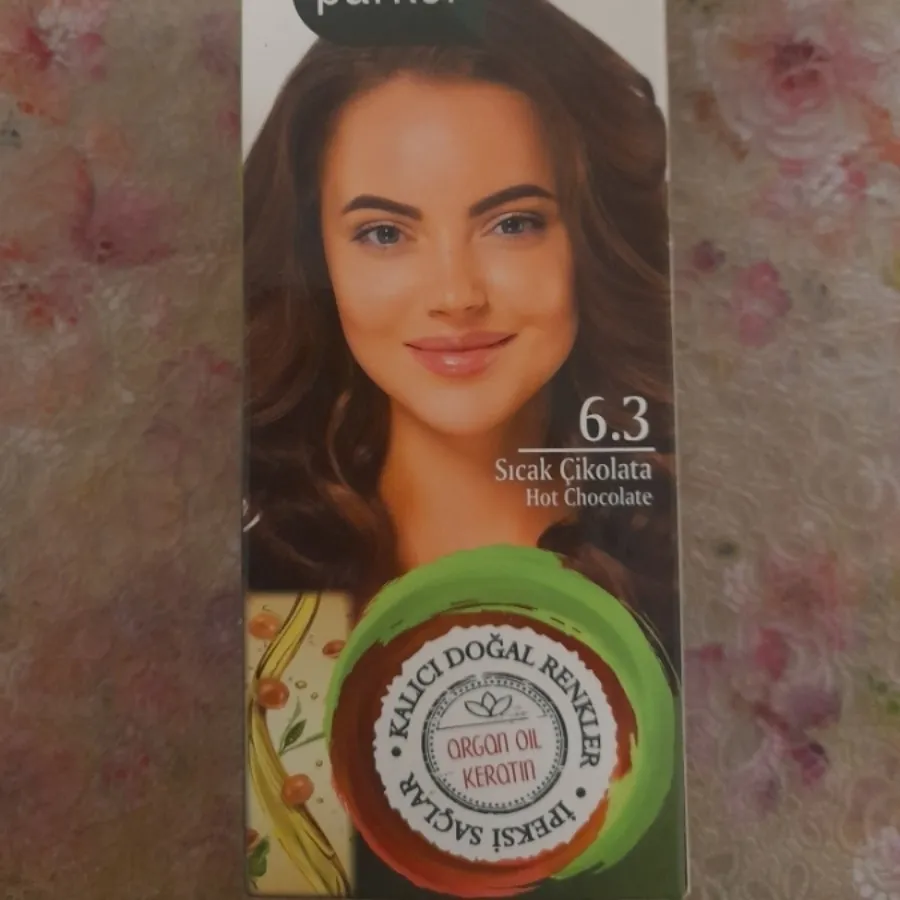 6.3
Sıcak Çikolata
Hot Chocolate
• KALICI DOĞAL RENKLER • İPEKSİ SAÇLAR
ARGAN OIL
KERATIN